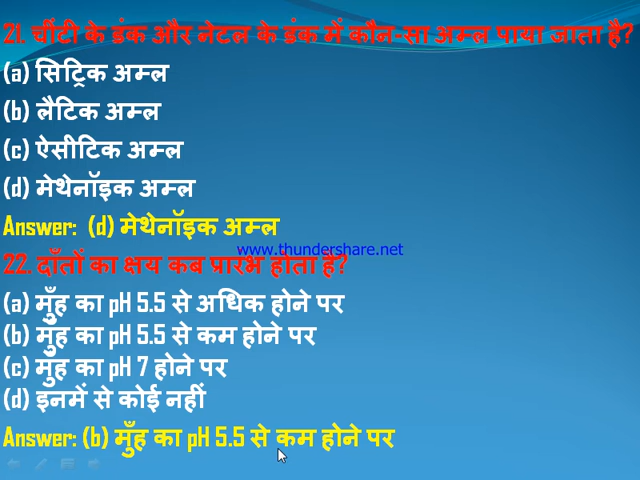 21. चींटी के डंक और नेटल के डंक में कौन-सा अम्ल पाया जाता है?
(a) सिट्रिक अम्ल
(b) लैटिक अम्ल
(c) ऐसीटिक अम्ल
(d) मेथेनॉइक अम्ल
Answer: (d) मेथेनॉइक अम्ल
www.thundershare.net
22. दाँतों का क्षय कब प्रारंभ होता है?
(a) मुँह का pH 5.5 से अधिक होने पर
(b) मुँह का pH 5.5 से कम होने पर
(c) मुँह का pH 7 होने पर
(d) इनमें से कोई नहीं
Answer: (b) मुँह का pH 5.5 से कम होने पर